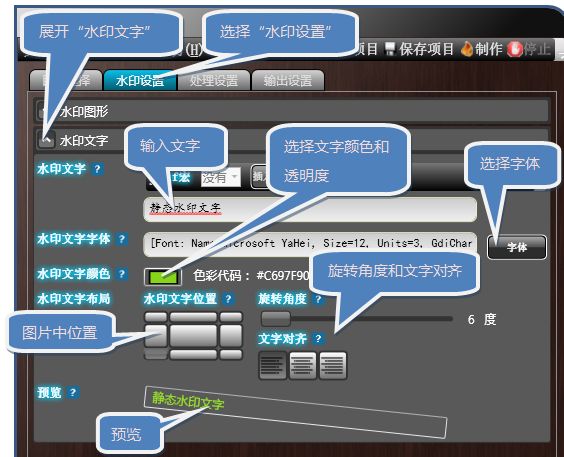 展开“水印文字”
选择“水印设置”
(H)
项目 保存项目 制作 停止
选择 水印设置 处理设置 输出设置
水印图形
水印文字
输入文字
选择文字颜色和
透明度
选择字体
水印文字 ? f宏 没有 插
静态水印文字
水印文字字体 ? [Font: Name Microsoft YaHei, Size=12, Units=3, GdiChar 字体
水印文字颜色 ? 色彩代码: #C697F90
旋转角度和文字对齐
水印文字布局 水印文字位置 ? 旋转角度 ?
6 度
图片中位置
文字对齐 ?
预览 ? 静态水印文字
预览